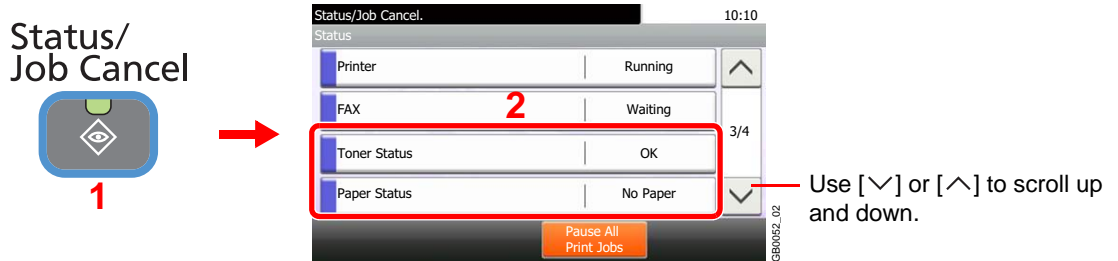 Status/
Job Cancel
1
Status/Job Cancel. 10:10
Status
Printer Running
FAX 2 Waiting
3/4
Toner Status OK
Paper Status No Paper
Pause All
Print Jobs
GB0052_02
Use [∨] or [∧] to scroll up
and down.